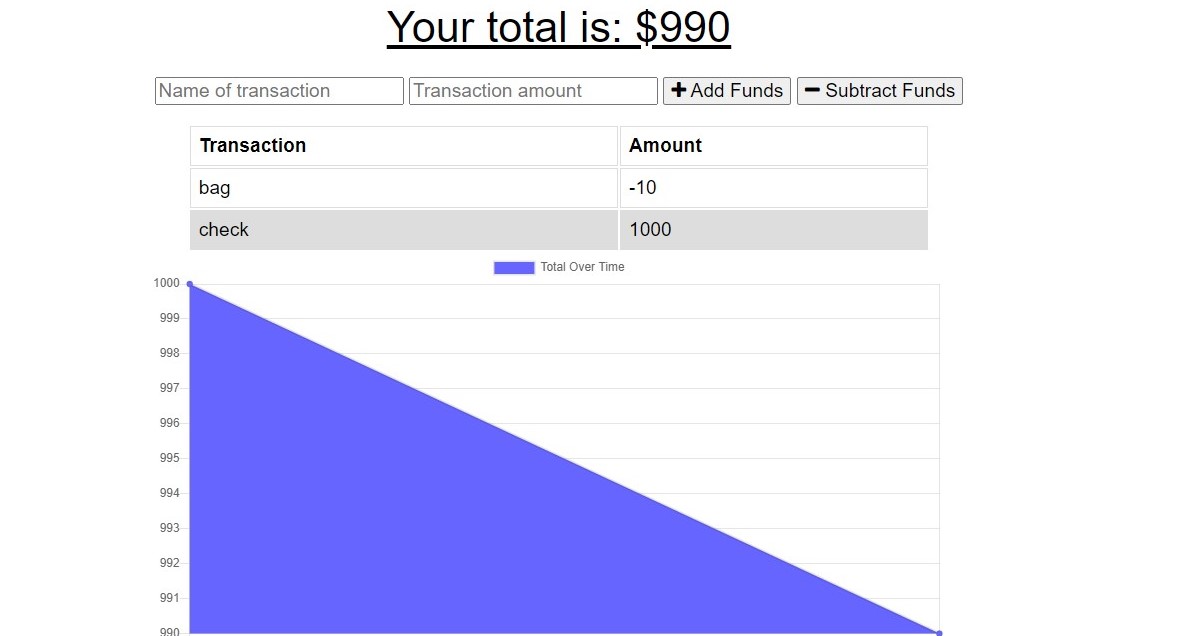 Your total is: $990
Name of transaction Transaction amount + Add Funds − Subtract Funds
Transaction Amount
bag -10
check 1000
Total Over Time
1000
999
998
997
996
995
994
993
992
991
990